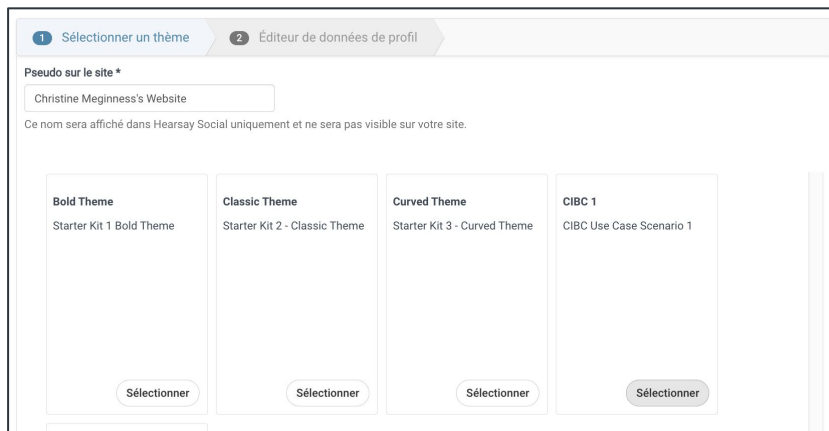 1 Sélectionner un thème 2 Éditeur de données de profil
Pseudo sur le site *
Christine Meginness's Website
Ce nom sera affiché dans Hearsay Social uniquement et ne sera pas visible sur votre site.
Bold Theme
Starter Kit 1 Bold Theme
Sélectionner
Classic Theme
Starter Kit 2 - Classic Theme
Sélectionner
Curved Theme
Starter Kit 3 - Curved Theme
Sélectionner
CIBC 1
CIBC Use Case Scenario 1
Sélectionner